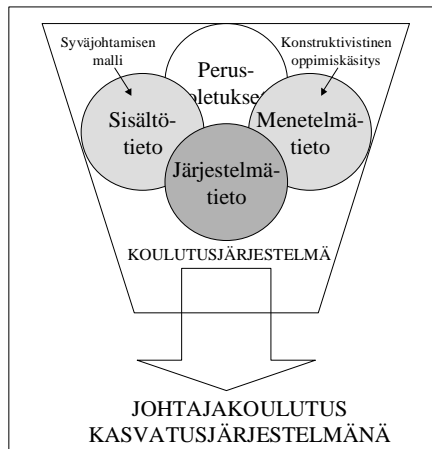 Syväjohtamisen
malli
Konstruktivistinen
oppimiskäsitys
Perus-
oletukset
Sisältö-
tieto
Menetelmä-
tieto
Järjestelmä-
tieto
KOULUTUSJÄRJESTELMÄ
JOHTAJAKOULUTUS
KASVATUSJÄRJESTELMÄNÄ